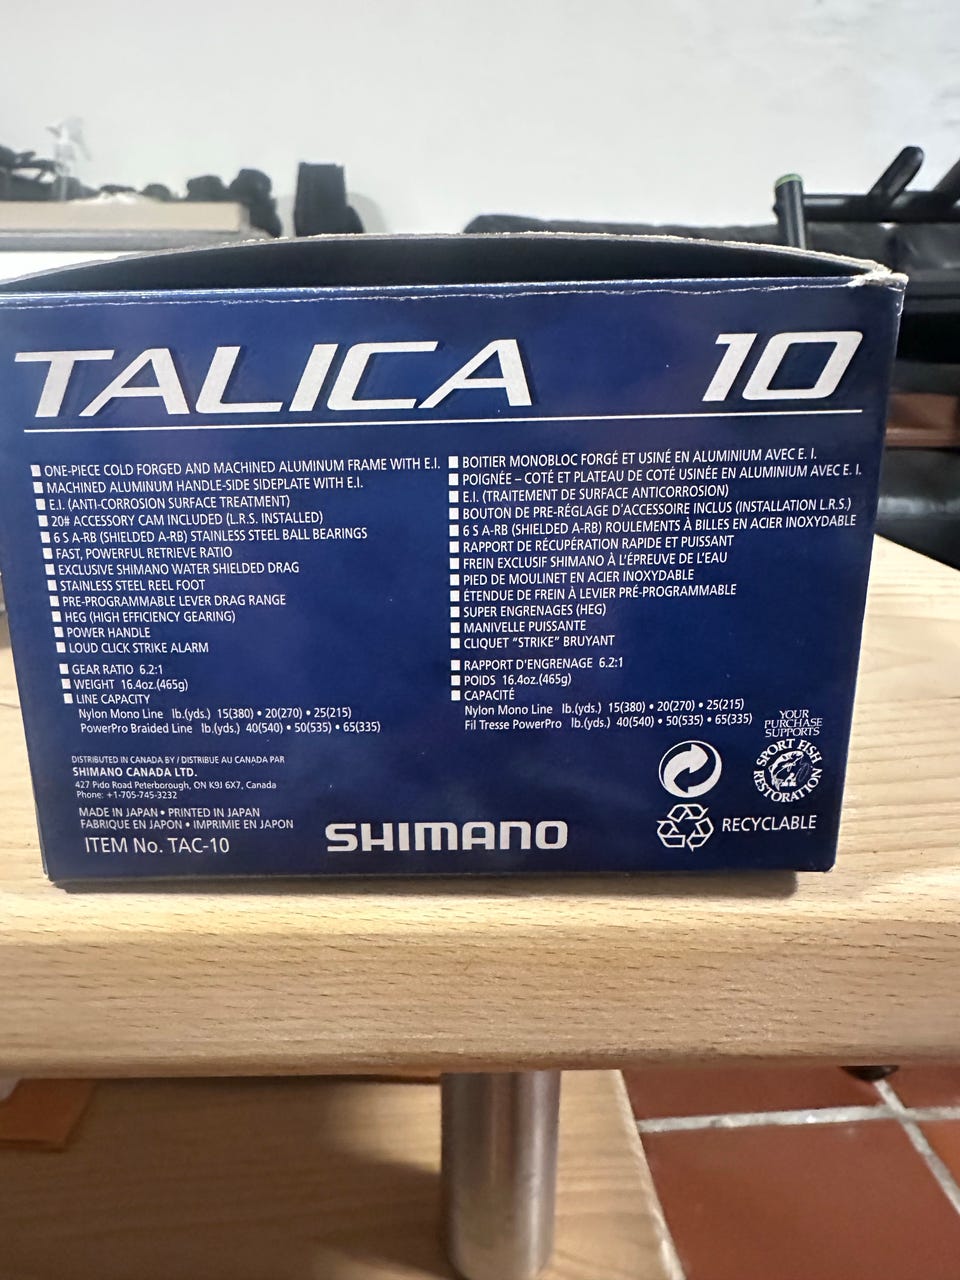 TALICA 10
ONE-PIECE COLD FORGED AND MACHINED ALUMINUM FRAME WITH E.I.
MACHINED ALUMINUM HANDLE-SIDE SIDEPLATE WITH E.I.
E.I. (ANTI-CORROSION SURFACE TREATMENT)
20# ACCESSORY CAM INCLUDED (L.R.S. INSTALLED)
6 S A-RB (SHIELDED A-RB) STAINLESS STEEL BALL BEARINGS
FAST, POWERFUL RETRIEVE RATIO
EXCLUSIVE SHIMANO WATER SHIELDED DRAG
STAINLESS STEEL REEL FOOT
PRE-PROGRAMMABLE LEVER DRAG RANGE
HEG (HIGH EFFICIENCY GEARING)
POWER HANDLE
LOUD CLICK STRIKE ALARM
GEAR RATIO 6.2:1
WEIGHT 16.4oz.(465g)
LINE CAPACITY
Nylon Mono Line lb.(yds.) 15(380) • 20(270) • 25(215)
PowerPro Braided Line lb.(yds.) 40(540) • 50(535) • 65(335)
BOITIER MONOBLOC FORGÉ ET USINÉ EN ALUMINIUM AVEC E. I.
POIGNÉE – COTÉ ET PLATEAU DE COTÉ USINÉE EN ALUMINIUM AVEC E. I.
E.I. (TRAITEMENT DE SURFACE ANTICORROSION)
BOUTON DE PRE-RÉGLAGE D'ACCESSOIRE INCLUS (INSTALLATION L.R.S.)
6 S A-RB (SHIELDED A-RB) ROULEMENTS À BILLES EN ACIER INOXYDABLE
RAPPORT DE RÉCUPÉRATION RAPIDE ET PUISSANT
FREIN EXCLUSIF SHIMANO À L'ÉPREUVE DE L'EAU
PIED DE MOULINET EN ACIER INOXYDABLE
ÉTENDUE DE FREIN À LEVIER PRÉ-PROGRAMMABLE
SUPER ENGRENAGES (HEG)
MANIVELLE PUISSANTE
CLIQUET "STRIKE" BRUYANT
RAPPORT D'ENGRENAGE 6.2:1
POIDS 16.4oz.(465g)
CAPACITÉ
Nylon Mono Line lb.(yds.) 15(380) • 20(270) • 25(215)
Fil Tresse PowerPro lb.(yds.) 40(540) • 50(535) • 65(335)
DISTRIBUTED IN CANADA BY / DISTRIBUE AU CANADA PAR
SHIMANO CANADA LTD.
427 Pido Road Peterborough, ON K9J 6X7, Canada
Phone: +1-705-745-3232
MADE IN JAPAN • PRINTED IN JAPAN
FABRIQUE EN JAPON • IMPRIMIE EN JAPON
ITEM No. TAC-10
SHIMANO
YOUR
PURCHASE
SUPPORTS
SPORT FISH
RESTORATION
RECYCLABLE